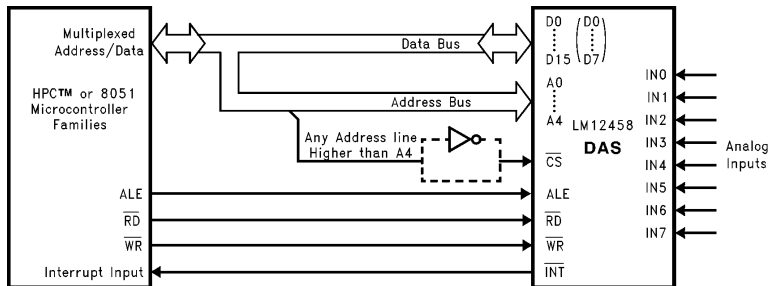 Multiplexed
Address/Data
HPC™ or 8051
Microcontroller
Families
ALE
RD
WR
Interrupt Input
Data Bus
Address Bus
Any Address line
Higher than A4
D0 (D0
D15 D7)
A0
A4
LM12458
DAS
CS
ALE
RD
WR
INT
IN0
IN1
IN2
IN3
IN4
IN5
IN6
IN7
Analog
Inputs